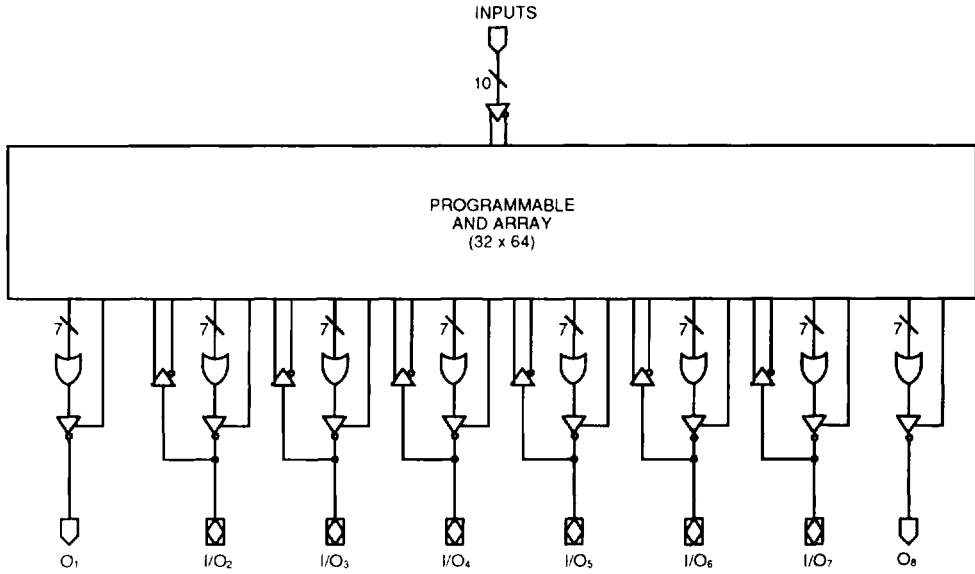 INPUTS
10
PROGRAMMABLE
AND ARRAY
(32 x 64)
7 7 7 7 7 7 7 7
O1 I/O2 I/O3 I/O4 I/O5 I/O6 I/O7 O8